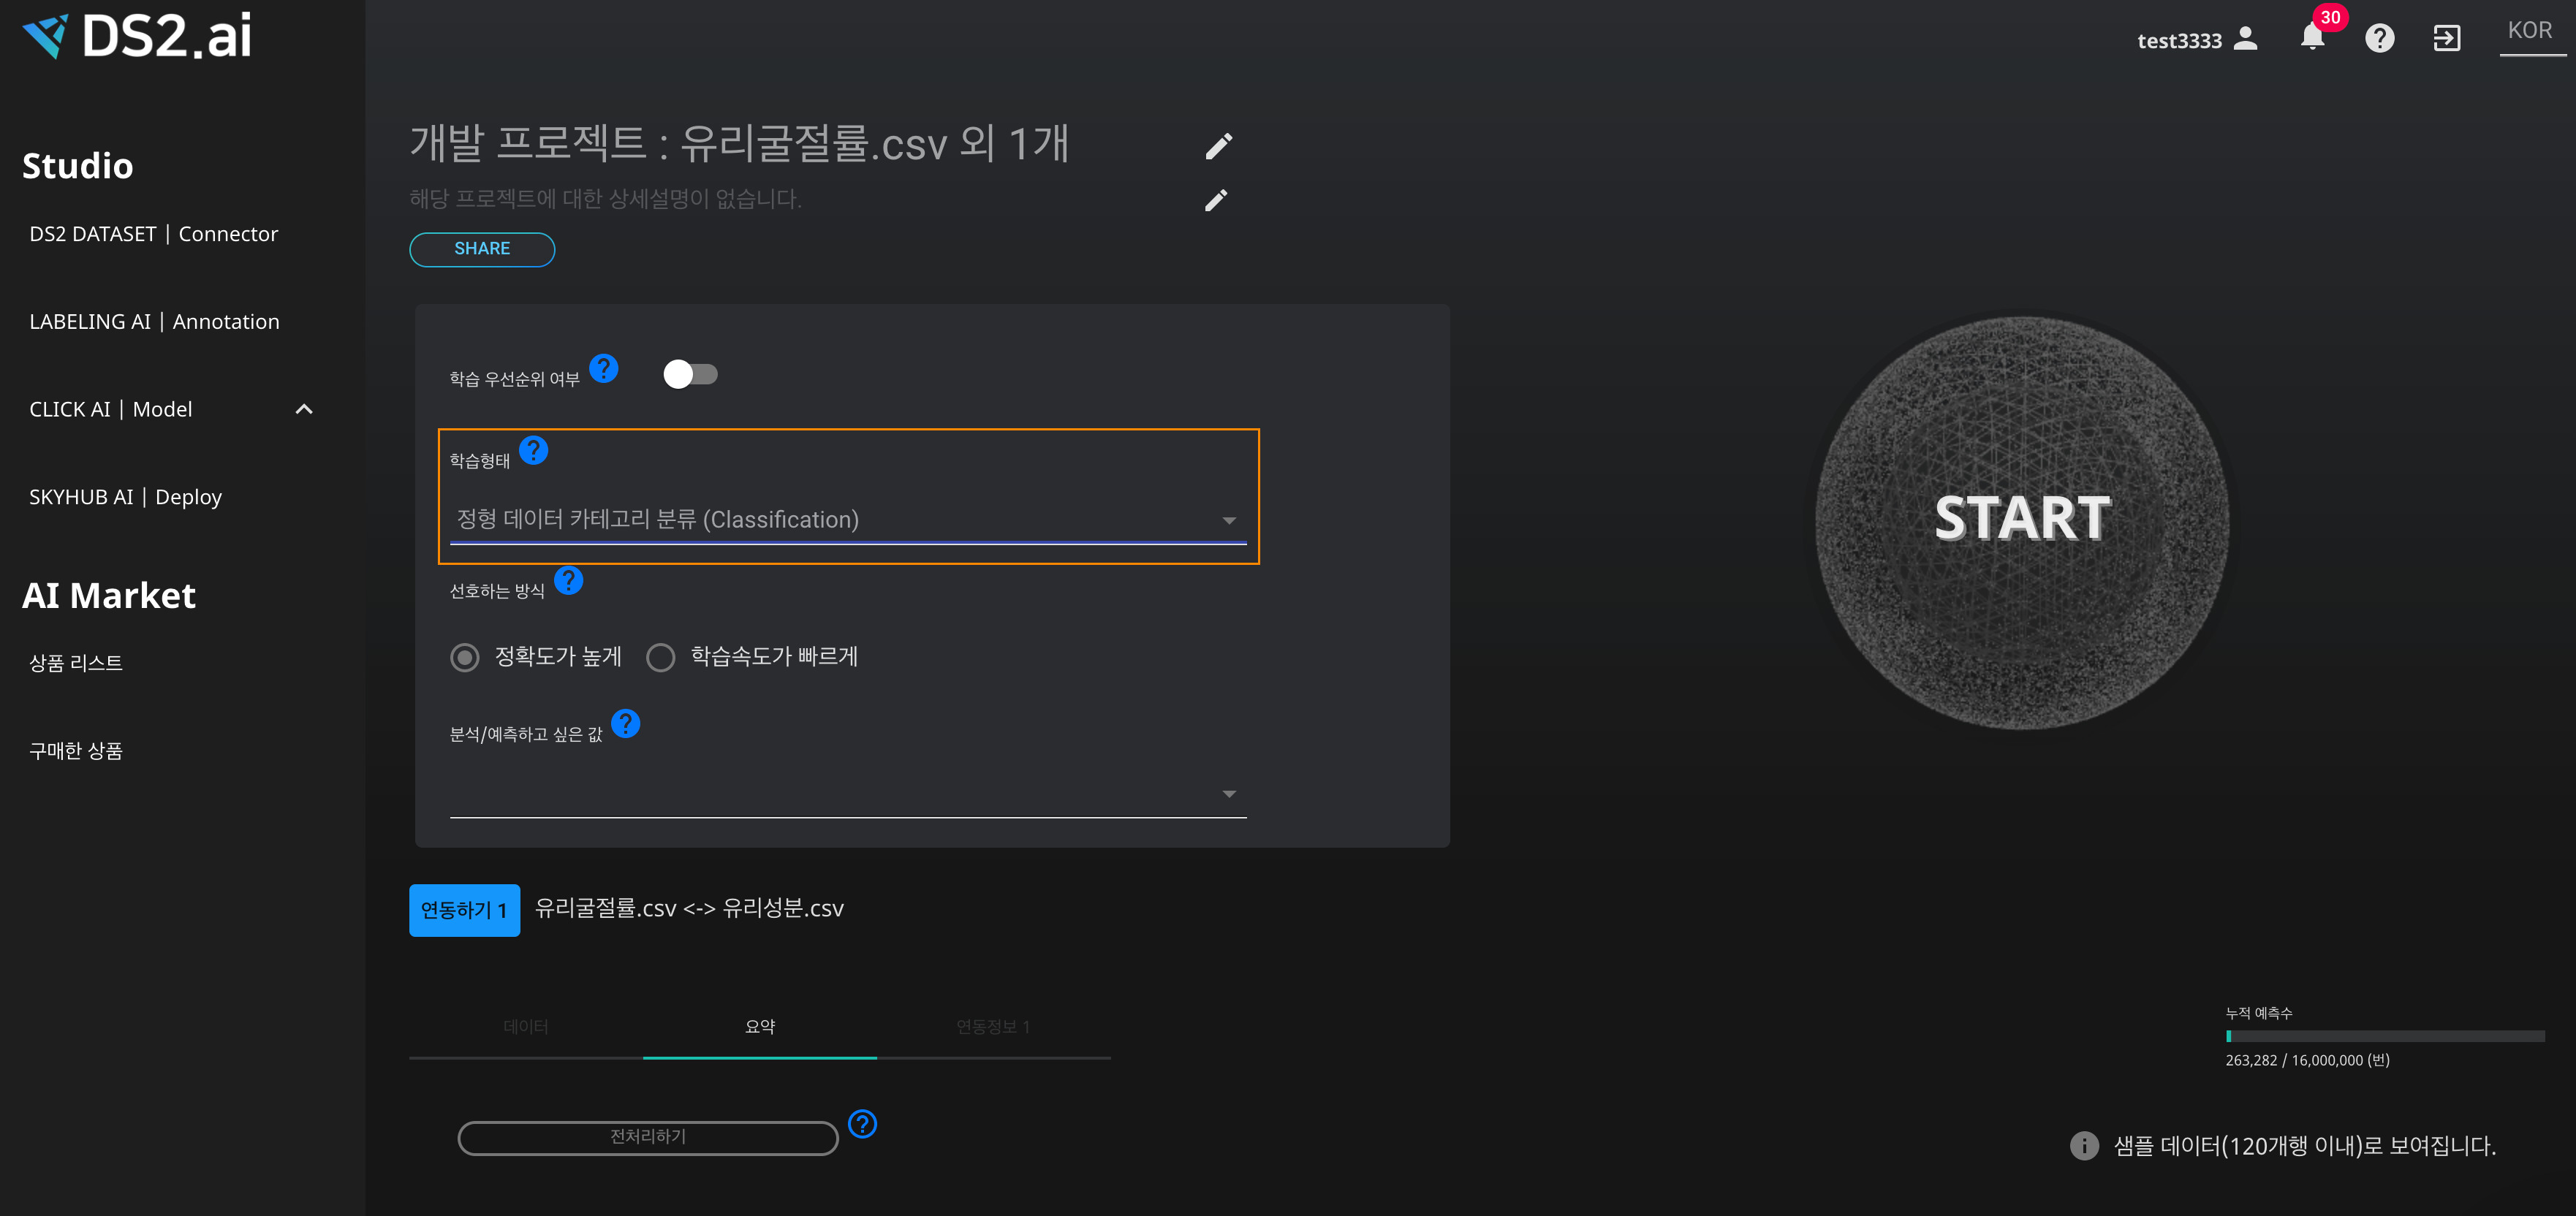 DS2.ai
test3333
30
KOR
Studio
DS2 DATASET | Connector
LABELING AI | Annotation
CLICK AI | Model
SKYHUB AI | Deploy
AI Market
상품 리스트
구매한 상품
개발 프로젝트 : 유리굴절률.csv 외 1개
해당 프로젝트에 대한 상세설명이 없습니다.
SHARE
학습 우선순위 여부 ?
학습형태 ?
정형 데이터 카테고리 분류 (Classification)
선호하는 방식 ?
정확도가 높게 학습속도가 빠르게
분석/예측하고 싶은 값 ?
START
연동하기 1 유리굴절률.csv <-> 유리성분.csv
데이터 요약 연동정보 1
누적 예측수
263,282 / 16,000,000 (번)
전처리하기 ?
샘플 데이터(120개행 이내)로 보여집니다.